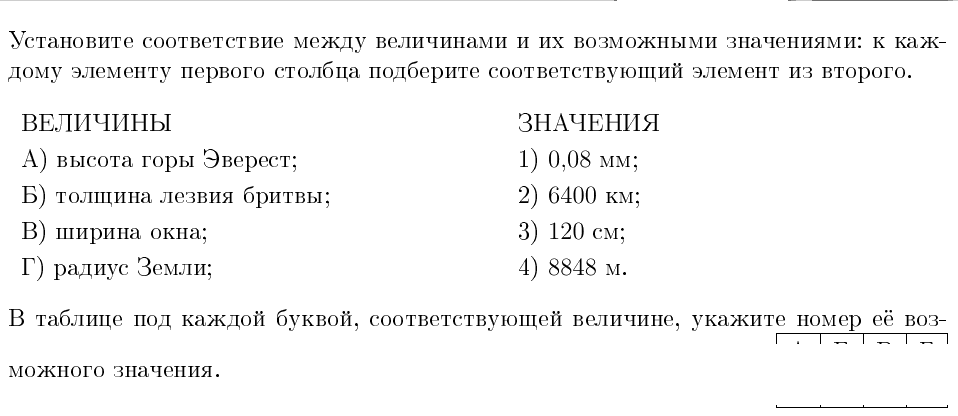 Установите соответствие между величинами и их возможными значениями: к каж-
дому элементу первого столбца подберите соответствующий элемент из второго.
ВЕЛИЧИНЫ ЗНАЧЕНИЯ
А) высота горы Эверест; 1) 0,08 мм;
Б) толщина лезвия бритвы; 2) 6400 км;
В) ширина окна; 3) 120 см;
Г) радиус Земли; 4) 8848 м.
В таблице под каждой буквой, соответствующей величине, укажите номер её воз-
можного значения.